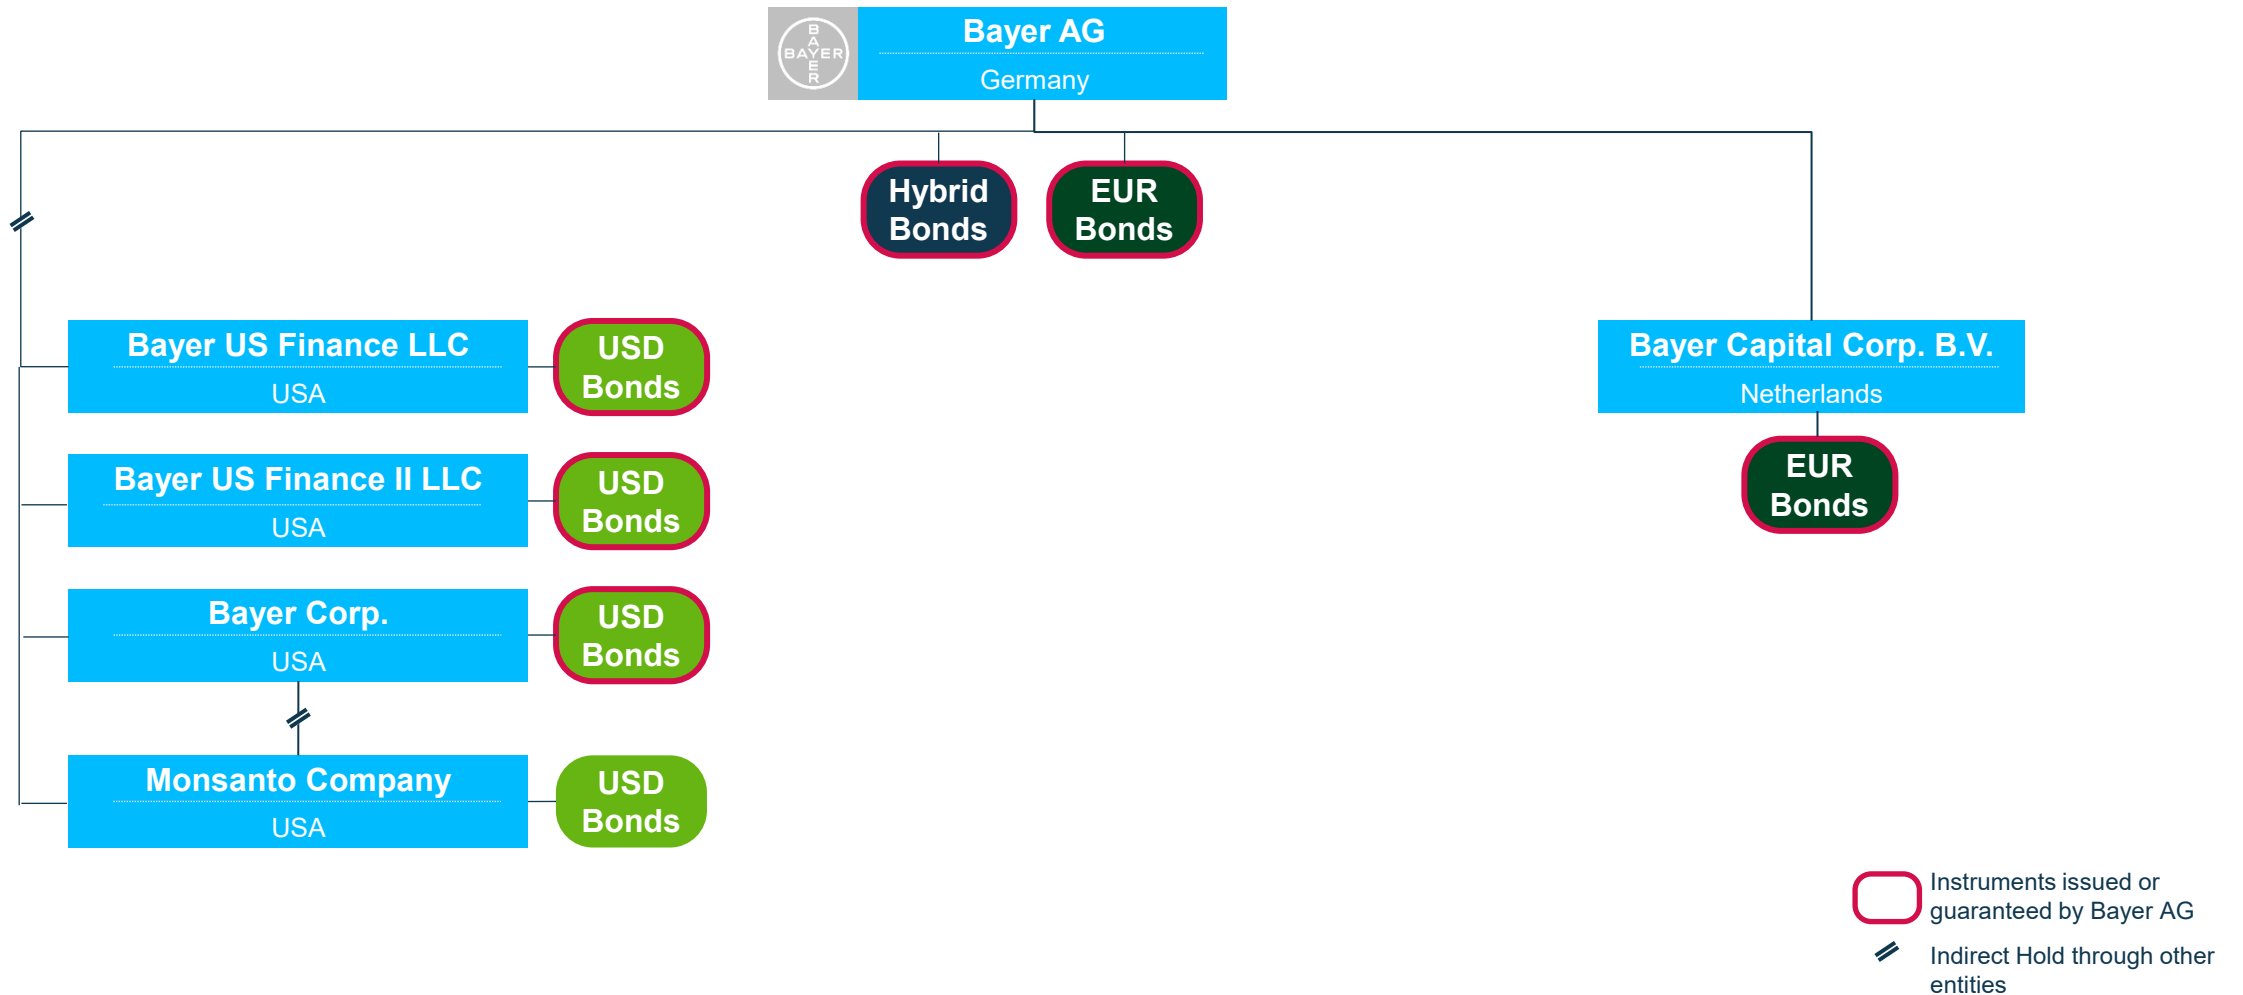 BAYER
BAYER
Bayer AG
Germany
Hybrid
Bonds
EUR
Bonds
Bayer US Finance LLC
USA
USD
Bonds
Bayer Capital Corp. B.V.
Netherlands
EUR
Bonds
Bayer US Finance II LLC
USA
USD
Bonds
Bayer Corp.
USA
USD
Bonds
Monsanto Company
USA
USD
Bonds
Instruments issued or
guaranteed by Bayer AG
Indirect Hold through other
entities